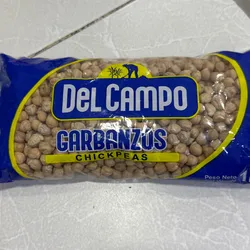 DEL CAMPO
GARBANZOS
CHICKPEAS
Peso Neto